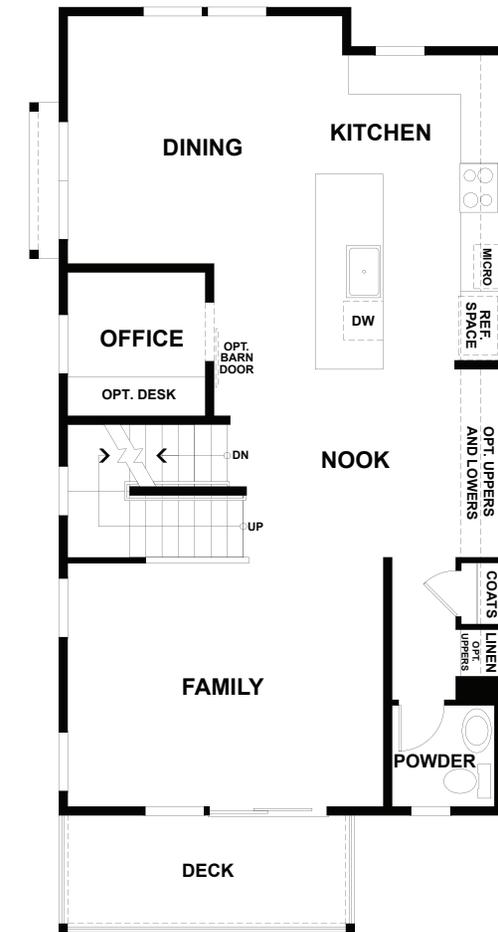 KITCHEN
DINING
MICRO
REF.
SPACE
DW
OFFICE
OPT.
BARN
DOOR
OPT. DESK
DN
NOOK
OPT. UPPERS
AND LOWERS
UP
COATS
LINEN
OPT.
UPPERS
FAMILY
POWDER
DECK